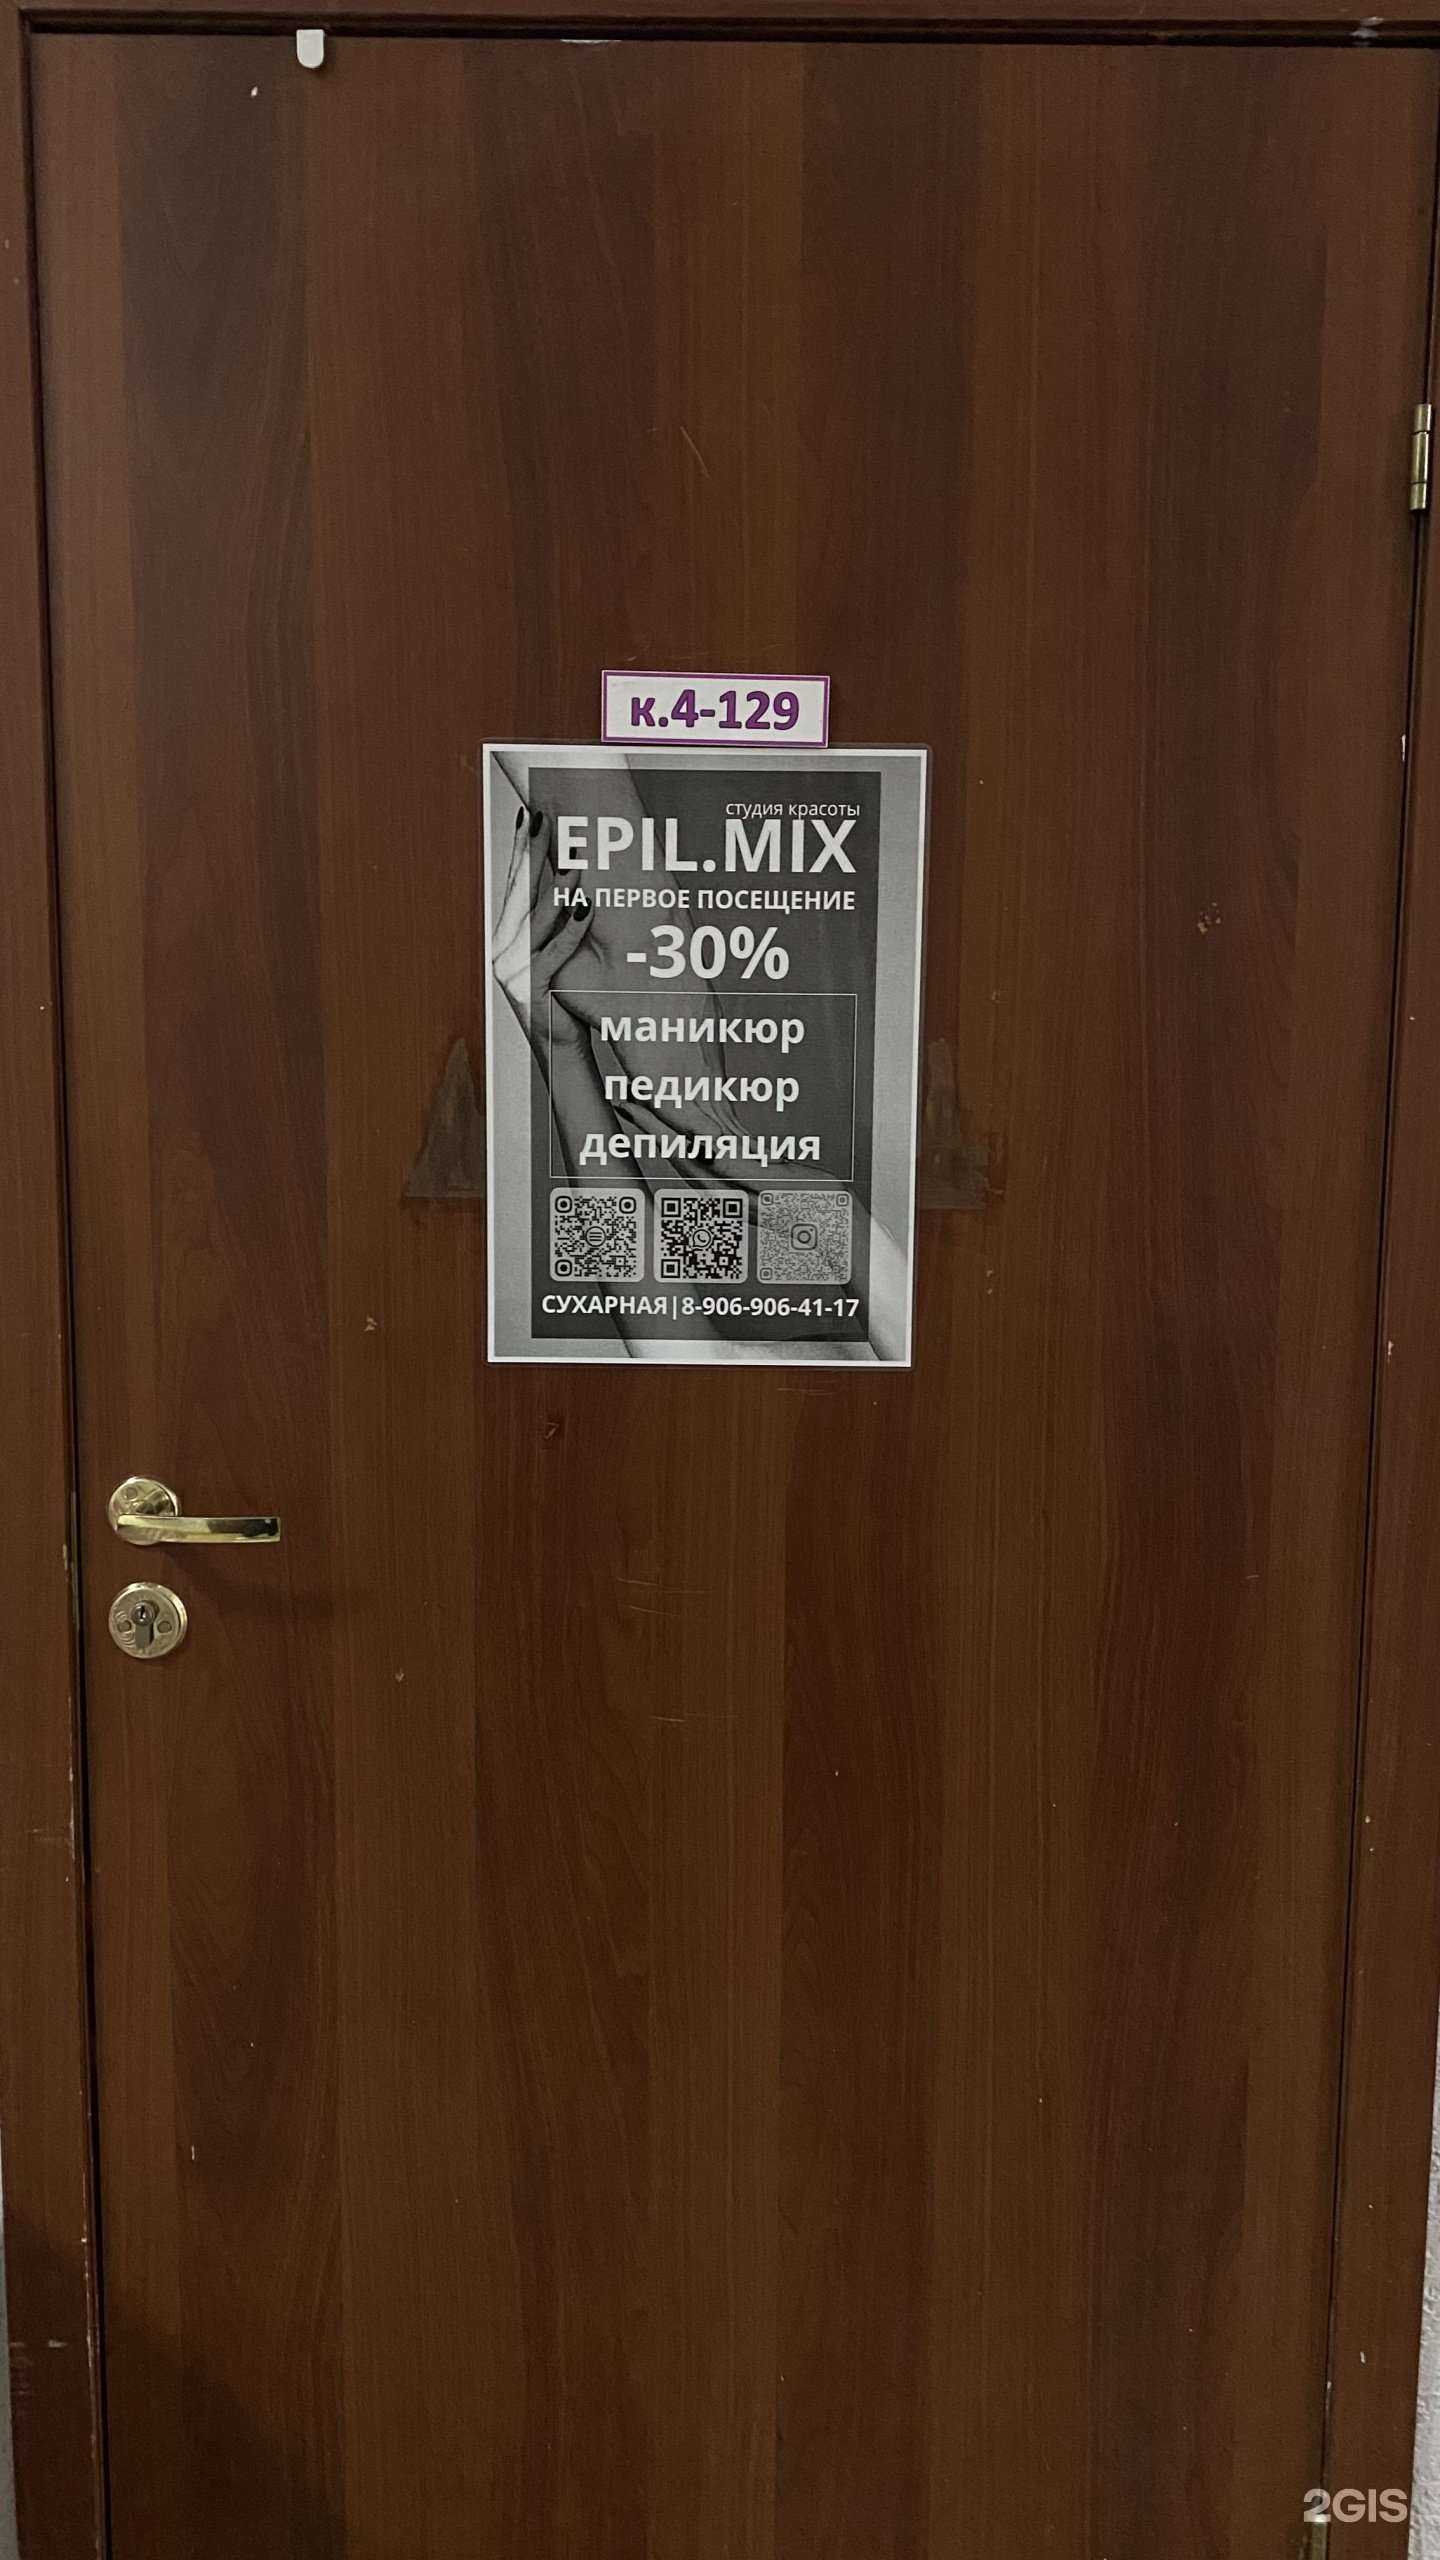 к.4-129
студия красоты
EPIL.MIX
НА ПЕРВОЕ ПОСЕЩЕНИЕ
-30%
маникюр
педикюр
депиляция
СУХАРНАЯ|8-906-906-41-17
2GIS